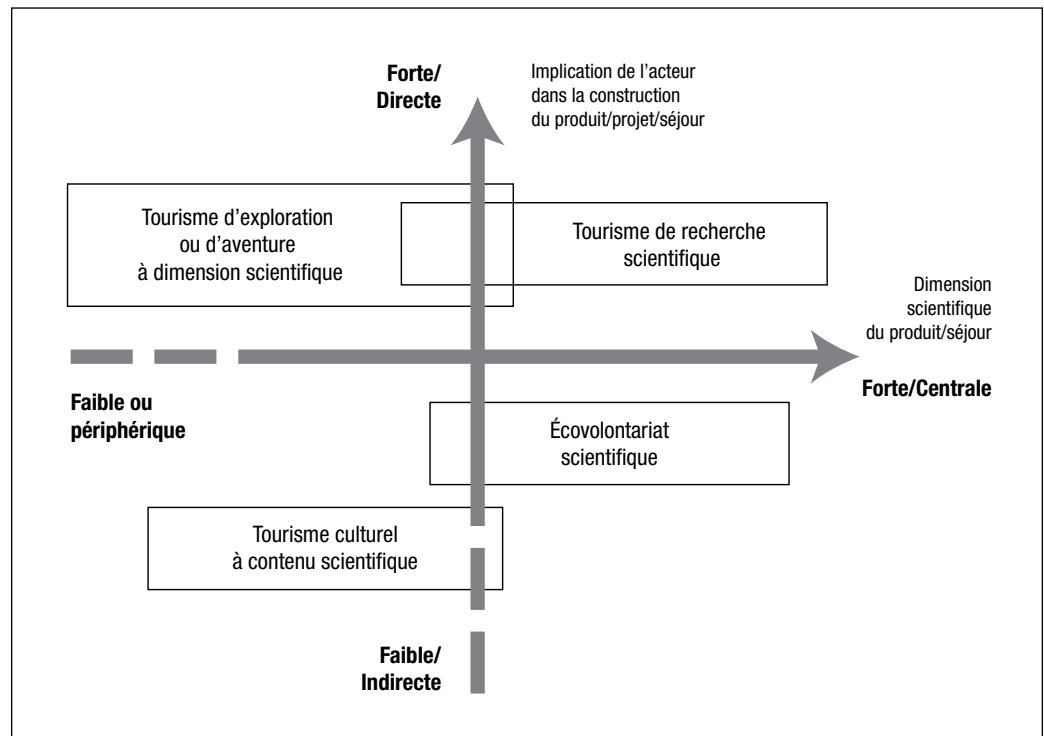 Forte/
Directe
Implication de l’acteur
dans la construction
du produit/projet/séjour
Tourisme d’exploration
ou d’aventure
à dimension scientifique
Tourisme de recherche
scientifique
Dimension
scientifique
du produit/séjour
Forte/Centrale
Faible ou
périphérique
Écovolontariat
scientifique
Tourisme culturel
à contenu scientifique
Faible/
Indirecte